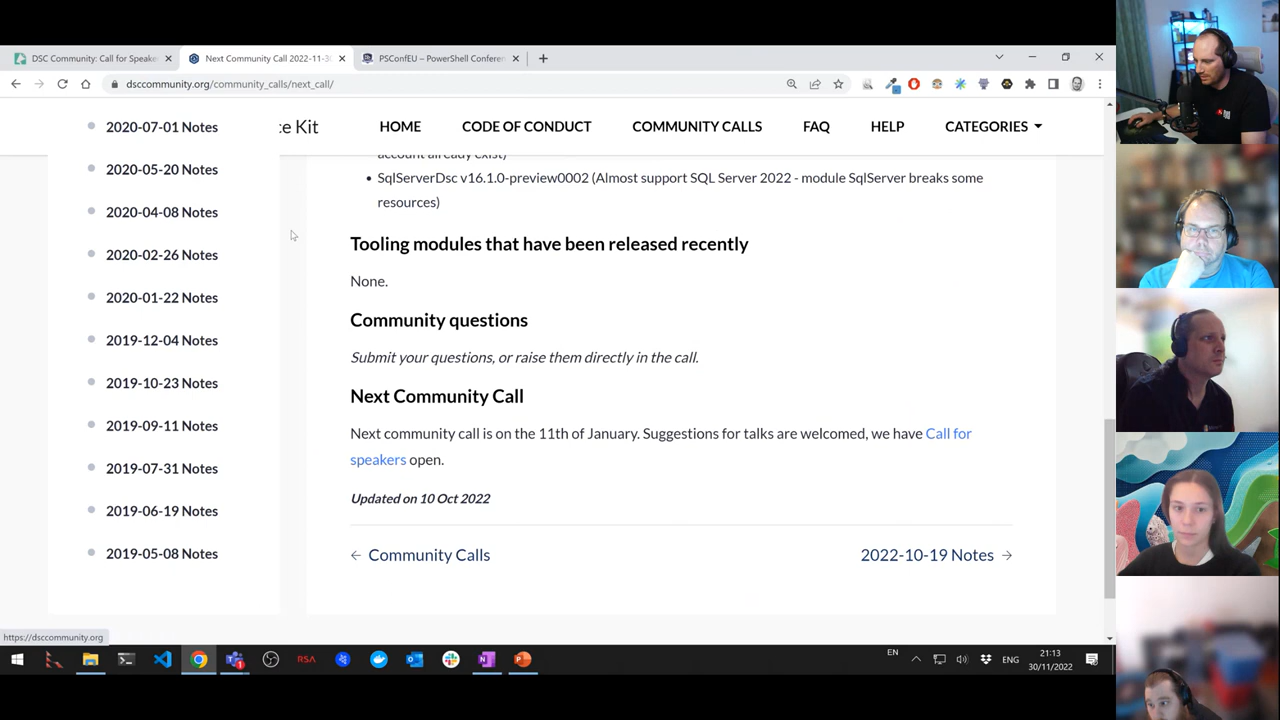 DSC Community: Call for Speake
Next Community Call 2022-11-30
PSConfEU – PowerShell Conferen
dsccommunity.org/community_calls/next_call/
ce Kit
HOME
CODE OF CONDUCT
COMMUNITY CALLS
FAQ
HELP
CATEGORIES
2020-07-01 Notes
2020-05-20 Notes
2020-04-08 Notes
2020-02-26 Notes
2020-01-22 Notes
2019-12-04 Notes
2019-10-23 Notes
2019-09-11 Notes
2019-07-31 Notes
2019-06-19 Notes
2019-05-08 Notes
account already exist)
• SqlServerDsc v16.1.0-preview0002 (Almost support SQL Server 2022 - module SqlServer breaks some
resources)
Tooling modules that have been released recently
None.
Community questions
Submit your questions, or raise them directly in the call.
Next Community Call
Next community call is on the 11th of January. Suggestions for talks are welcomed, we have Call for
speakers open.
Updated on 10 Oct 2022
← Community Calls
2022-10-19 Notes →
https://dsccommunity.org
RSA
EN
ENG
21:13
30/11/2022